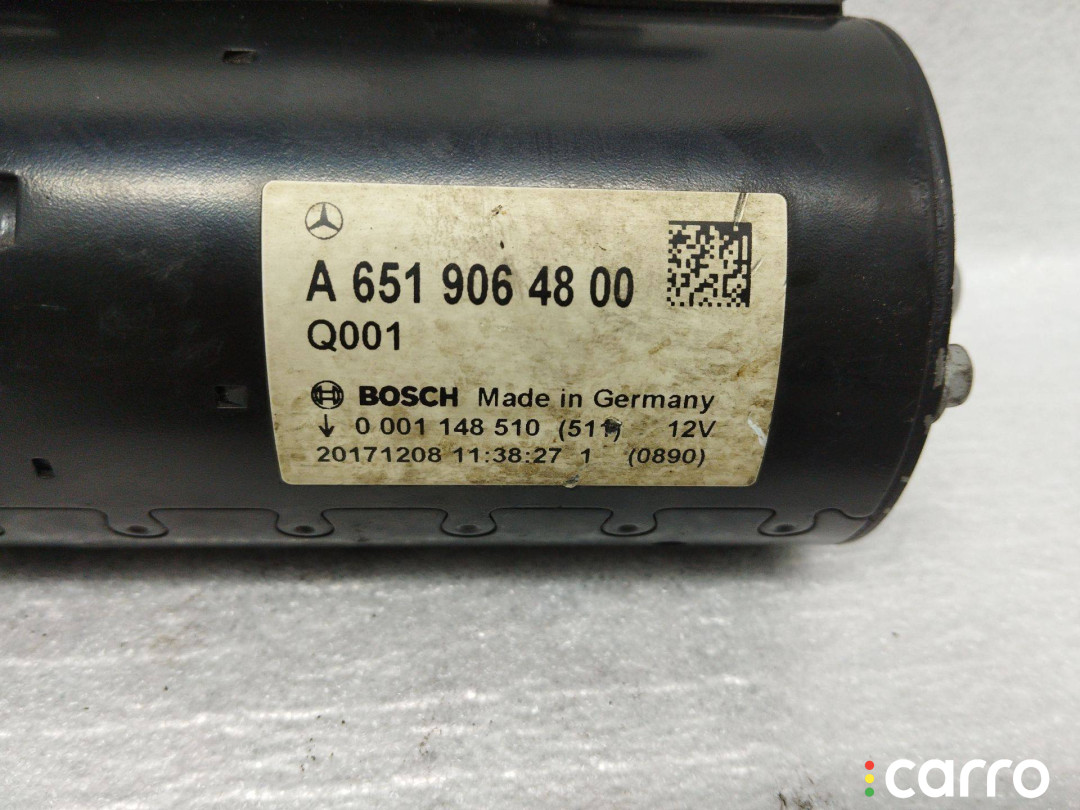 A 651 906 48 00
Q001
BOSCH Made in Germany
↓ 0 001 148 510 (511) 12V
20171208 11:38:27 1 (0890)
carro